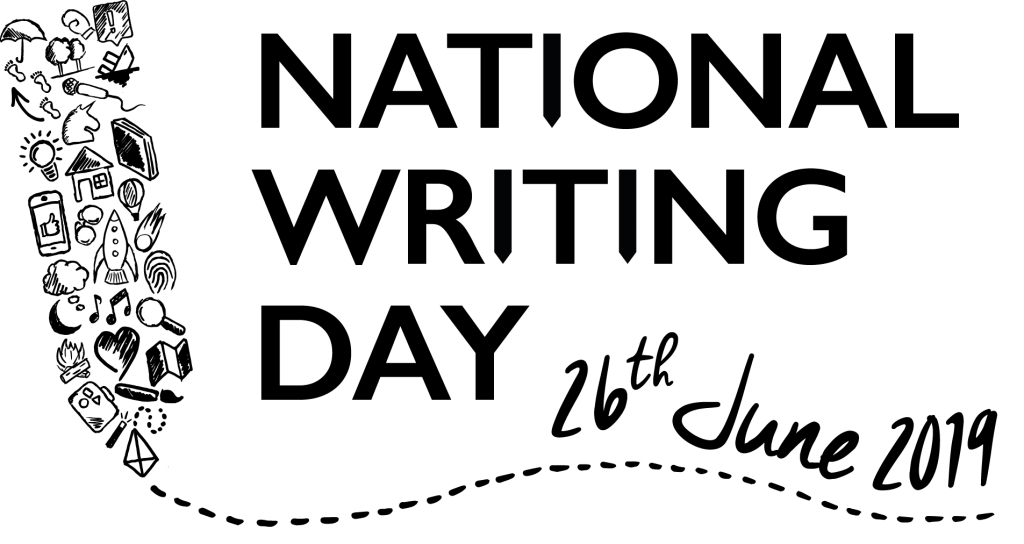 NATIONAL
WRITING
DAY
26th June 2019